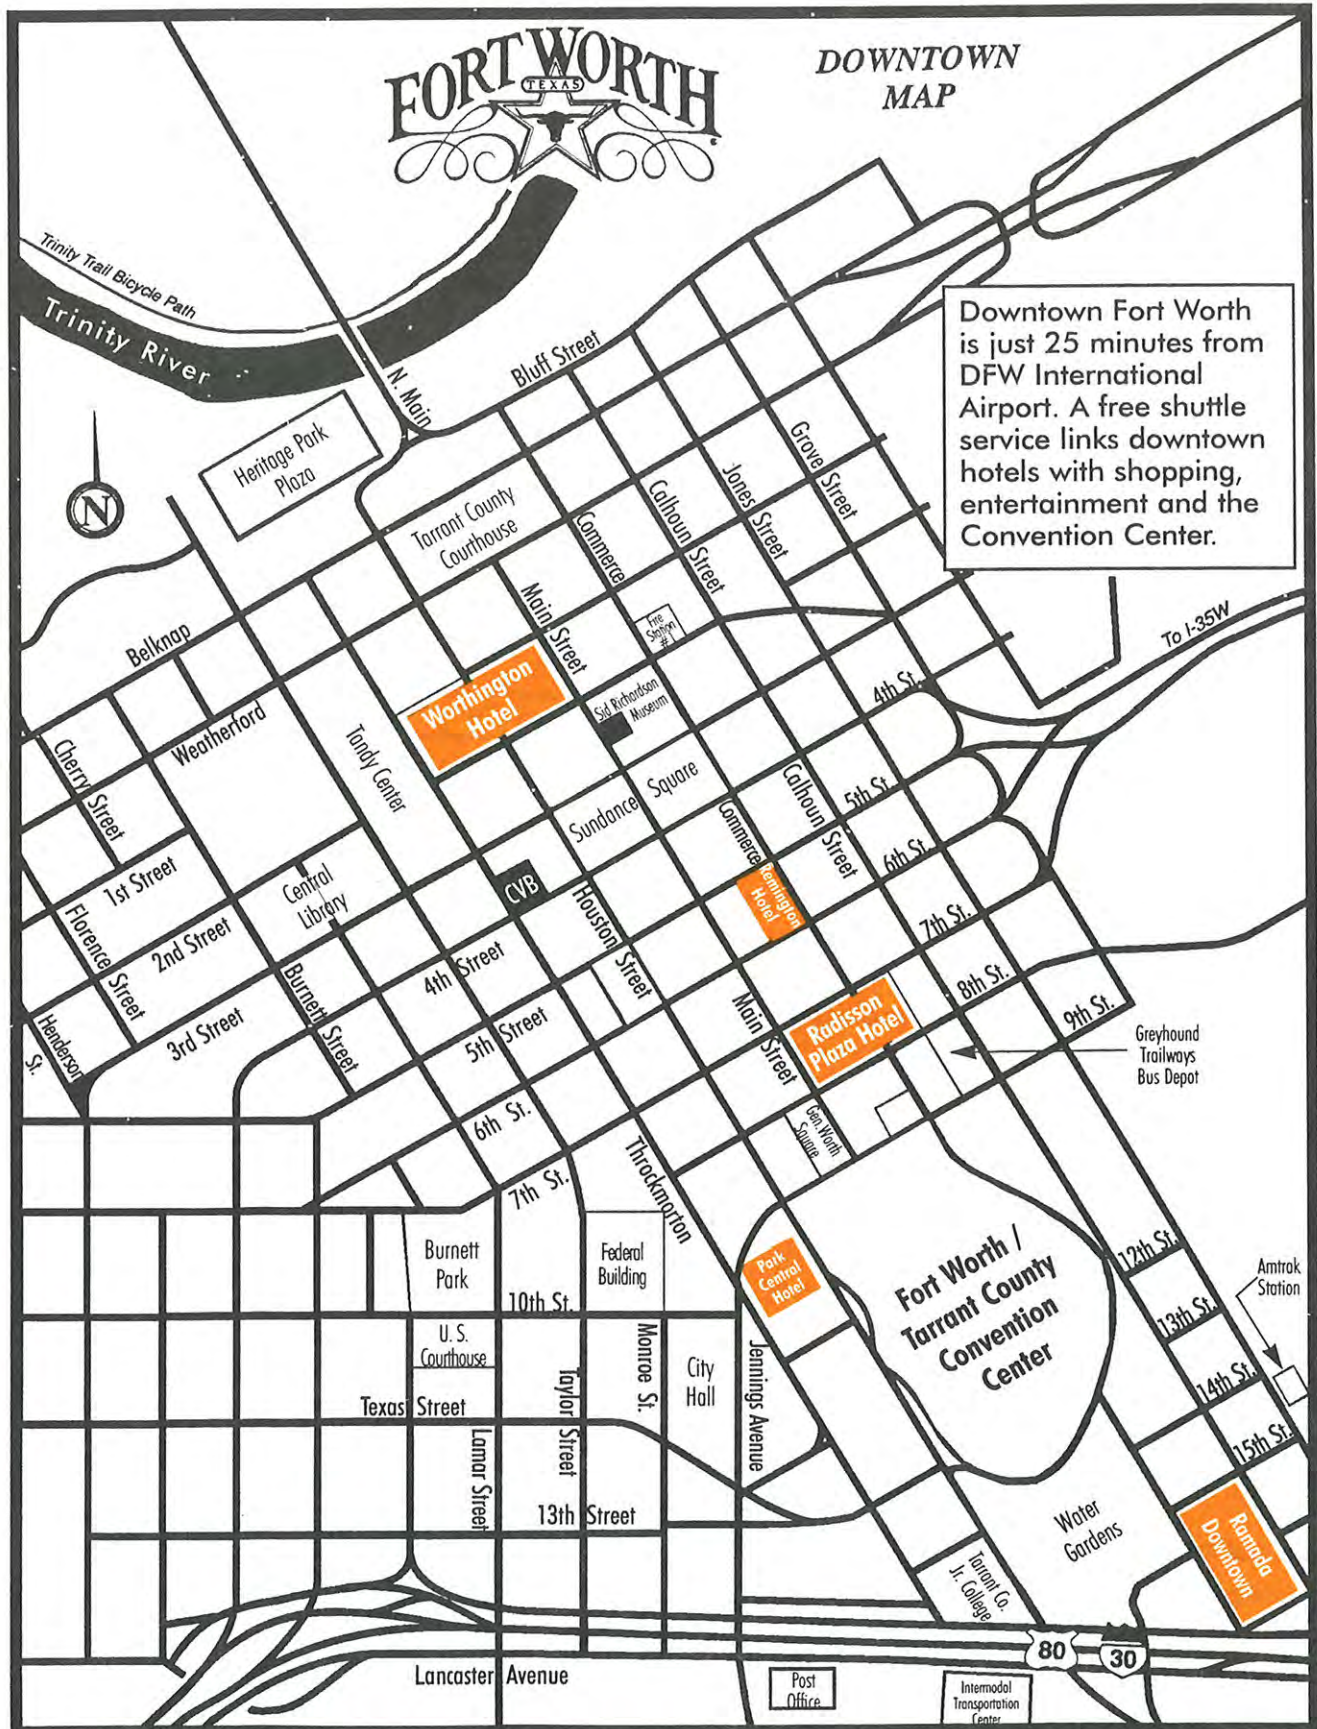 FORT WORTH
TEXAS
DOWNTOWN
MAP
Trinity Trail Bicycle Path
Trinity River
N. Main
Bluff Street
Downtown Fort Worth
is just 25 minutes from
DFW International
Airport. A free shuttle
service links downtown
hotels with shopping,
entertainment and the
Convention Center.
N
Heritage Park
Plaza
Tarrant County
Courthouse
Commerce
Calhoun Street
Jones Street
Grove Street
Main Street
Fire
Station
#1
To I-35W
Belknap
Weatherford
Worthington
Hotel
Sid Richardson
Museum
4th St.
Cherry Street
Tandy Center
Sundance Square
Commerce
Calhoun Street
5th St.
6th St.
1st Street
Central
Library
CVB
Houston Street
Remington
Hotel
7th St.
Florence Street
2nd Street
4th Street
Burnett Street
3rd Street
5th Street
Main Street
Radisson
Plaza Hotel
8th St.
9th St.
Henderson
St.
Greyhound
Trailways
Bus Depot
6th St.
7th St.
Throckmorton
Gen. Worth
Square
Burnett
Park
Federal
Building
Park
Central
Hotel
Fort Worth /
Tarrant County
Convention
Center
12th St.
13th St.
14th St.
15th St.
Amtrak
Station
10th St.
U. S.
Courthouse
Monroe St.
City
Hall
Jennings Avenue
Texas Street
Taylor Street
Lamar Street
13th Street
Water
Gardens
Ramada
Downtown
Tarrant Co.
Jr. College
80
30
Lancaster Avenue
Post
Office
Intermodal
Transportation
Center